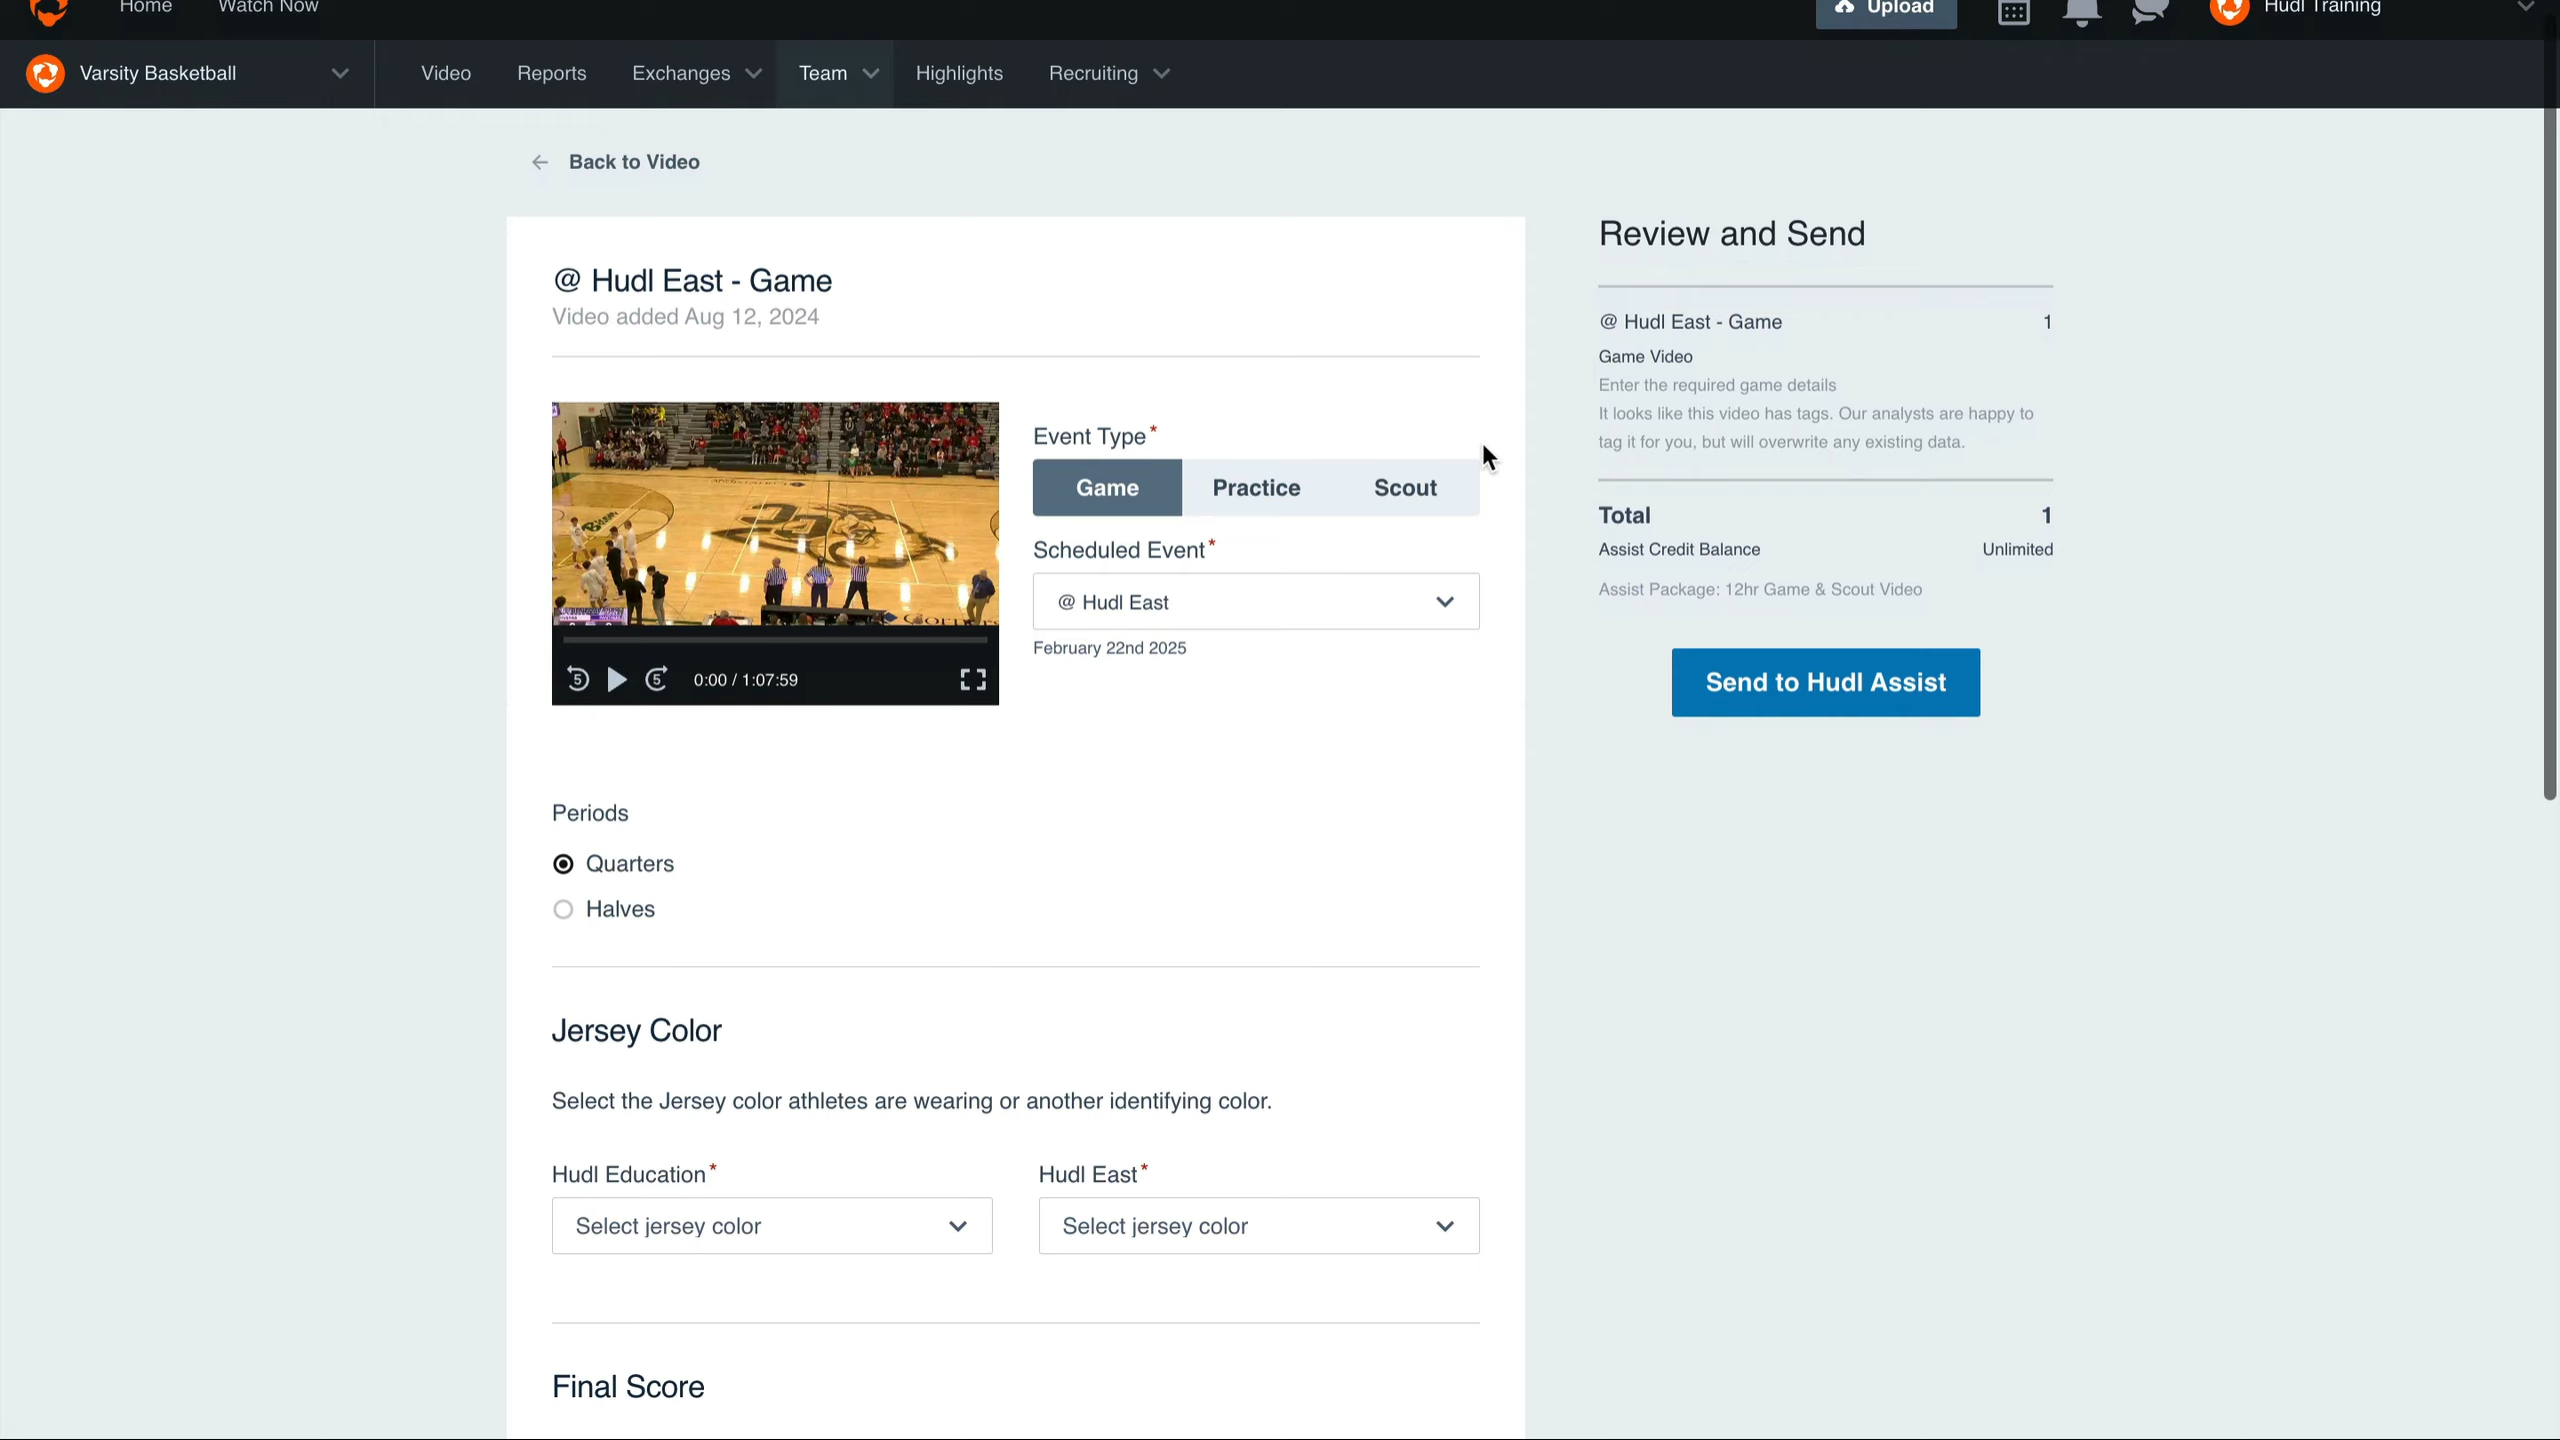 Home
Watch Now
Upload
Hudl Training
Varsity Basketball
Video
Reports
Exchanges
Team
Highlights
Recruiting
Back to Video
@ Hudl East - Game
Video added Aug 12, 2024
Event Type*
Game
Practice
Scout
Scheduled Event*
@ Hudl East
February 22nd 2025
5
5
0:00 / 1:07:59
Periods
Quarters
Halves
Jersey Color
Select the Jersey color athletes are wearing or another identifying color.
Hudl Education*
Hudl East*
Select jersey color
Select jersey color
Final Score
Review and Send
@ Hudl East - Game 1
Game Video
Enter the required game details
It looks like this video has tags. Our analysts are happy to
tag it for you, but will overwrite any existing data.
Total 1
Assist Credit Balance Unlimited
Assist Package: 12hr Game & Scout Video
Send to Hudl Assist